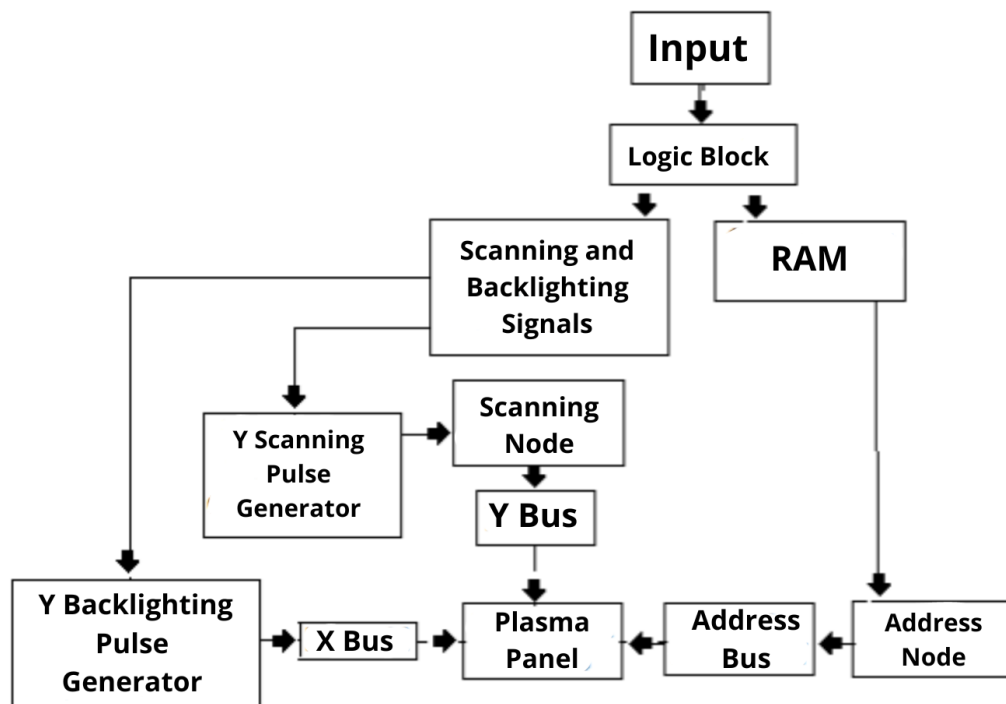 Input
Logic Block
Scanning and
Backlighting
Signals
RAM
Scanning
Node
Y Scanning
Pulse
Generator
Y Bus
Y Backlighting
Pulse
Generator
X Bus
Plasma
Panel
Address
Bus
Address
Node